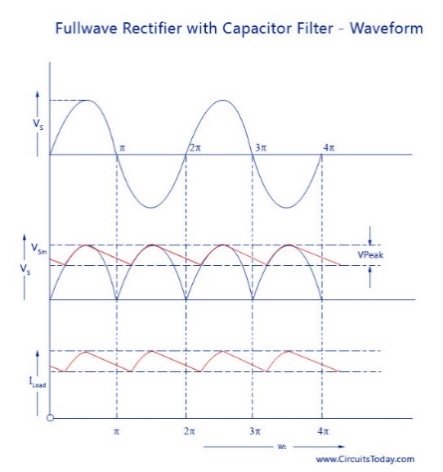 Fullwave Rectifier with Capacitor Filter - Waveform
Vs
π 2π 3π 4π
VSm
Vs
VPeak
ILoad
π 2π 3π 4π
Wt
www.CircuitsToday.com